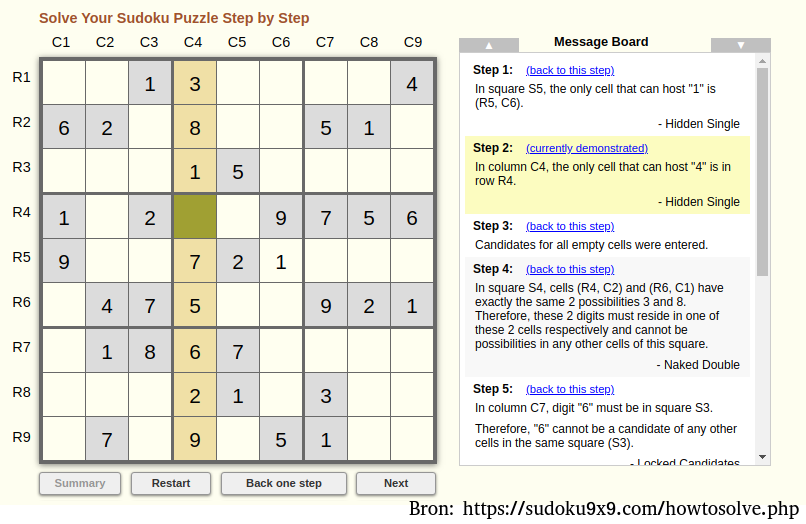 Solve Your Sudoku Puzzle Step by Step
C1 C2 C3 C4 C5 C6 C7 C8 C9
R1 1 3 4
R2 6 2 8 5 1
R3 1 5
R4 1 2 9 7 5 6
R5 9 7 2 1
R6 4 7 5 9 2 1
R7 1 8 6 7
R8 2 1 3
R9 7 9 5 1
Summary Restart Back one step Next
▲ Message Board ▼
Step 1: (back to this step)
In square S5, the only cell that can host "1" is
(R5, C6).
- Hidden Single
Step 2: (currently demonstrated)
In column C4, the only cell that can host "4" is in
row R4.
- Hidden Single
Step 3: (back to this step)
Candidates for all empty cells were entered.
Step 4: (back to this step)
In square S4, cells (R4, C2) and (R6, C1) have
exactly the same 2 possibilities 3 and 8.
Therefore, these 2 digits must reside in one of
these 2 cells respectively and cannot be
possibilities in any other cells of this square.
- Naked Double
Step 5: (back to this step)
In column C7, digit "6" must be in square S3.
Therefore, "6" cannot be a candidate of any other
cells in the same square (S3).
- Locked Candidates
Bron: https://sudoku9x9.com/howtosolve.php